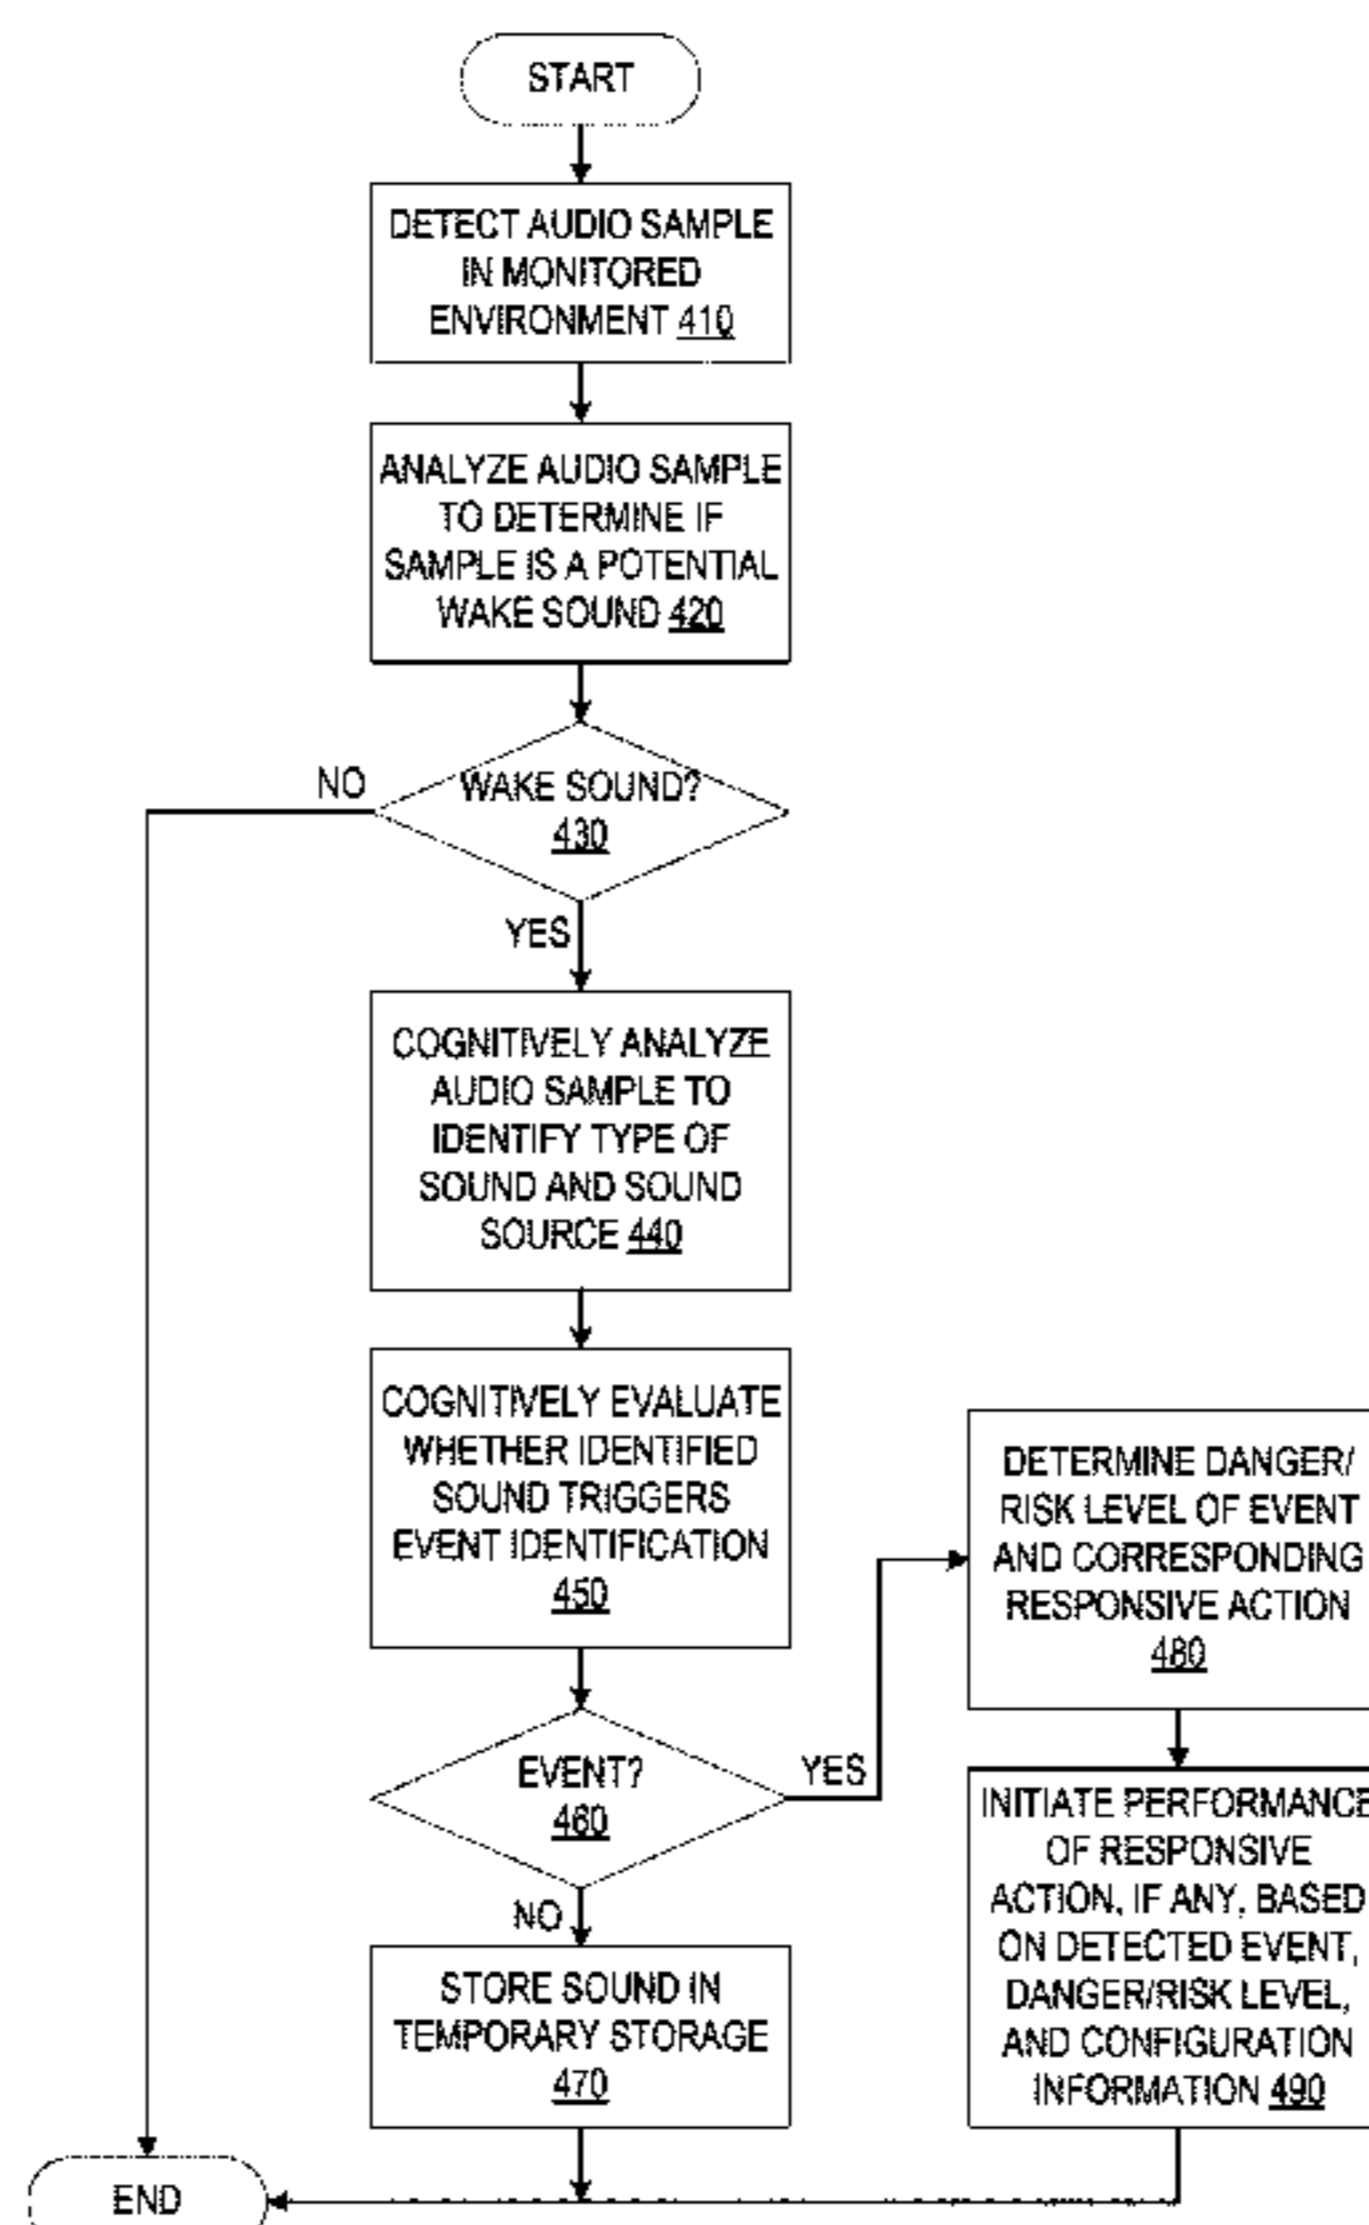 START
DETECT AUDIO SAMPLE
IN MONITORED
ENVIRONMENT 410
ANALYZE AUDIO SAMPLE
TO DETERMINE IF
SAMPLE IS A POTENTIAL
WAKE SOUND 420
NO
WAKE SOUND?
430
YES
COGNITIVELY ANALYZE
AUDIO SAMPLE TO
IDENTIFY TYPE OF
SOUND AND SOUND
SOURCE 440
COGNITIVELY EVALUATE
WHETHER IDENTIFIED
SOUND TRIGGERS
EVENT IDENTIFICATION
450
EVENT?
460
YES
NO
STORE SOUND IN
TEMPORARY STORAGE
470
DETERMINE DANGER/
RISK LEVEL OF EVENT
AND CORRESPONDING
RESPONSIVE ACTION
480
INITIATE PERFORMANCE
OF RESPONSIVE
ACTION, IF ANY, BASED
ON DETECTED EVENT,
DANGER/RISK LEVEL,
AND CONFIGURATION
INFORMATION 490
END